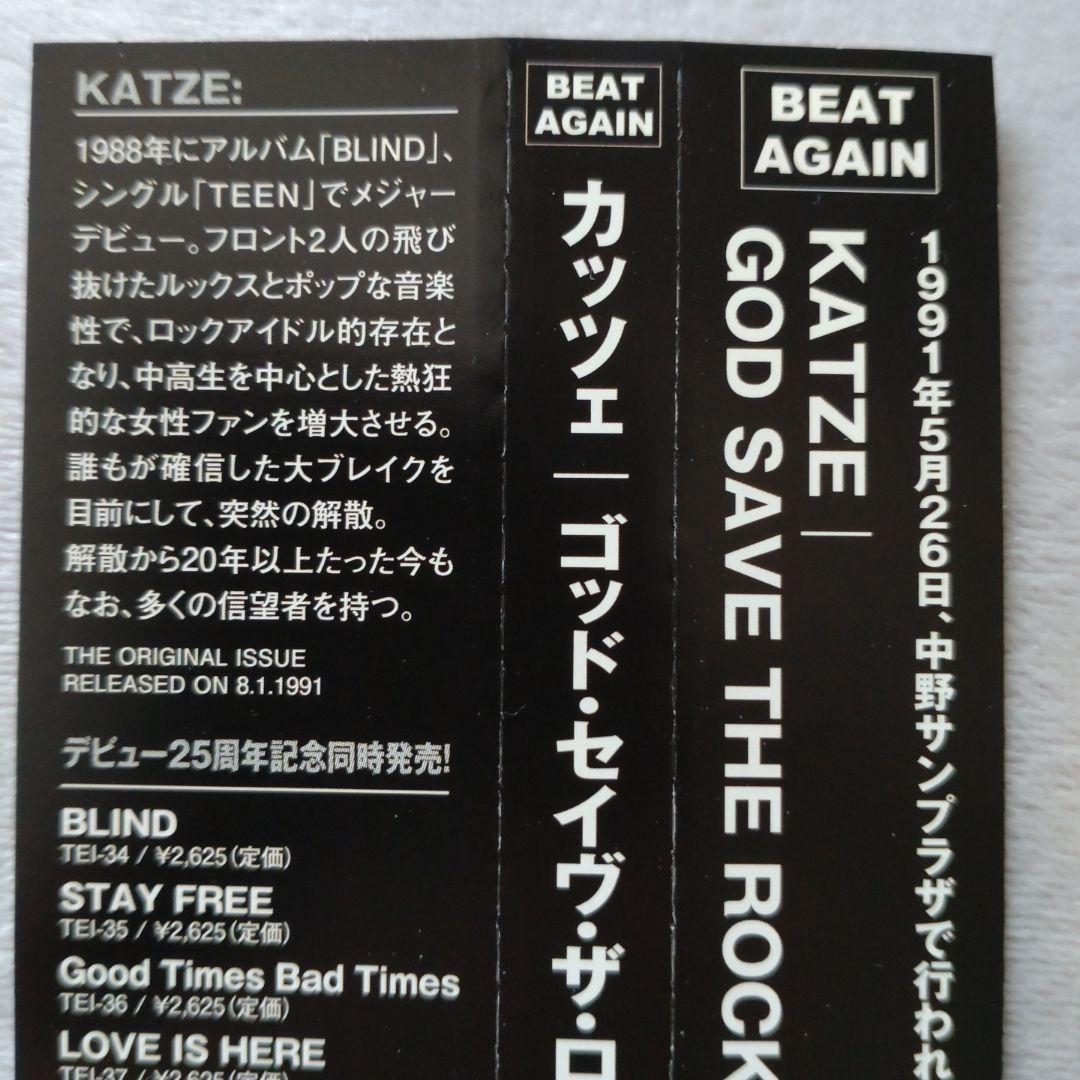 KATZE:
1988年にアルバム「BLIND」、
シングル「TEEN」でメジャー
デビュー。フロント2人の飛び
抜けたルックスとポップな音楽
性で、ロックアイドル的存在と
なり、中高生を中心とした熱狂
的な女性ファンを増大させる。
誰もが確信した大ブレイクを
目前にして、突然の解散。
解散から20年以上たった今も
なお、多くの信望者を持つ。
THE ORIGINAL ISSUE
RELEASED ON 8.1.1991
デビュー25周年記念同時発売!
BLIND
TEI-34 / ¥2,625(定価)
STAY FREE
TEI-35 / ¥2,625(定価)
Good Times Bad Times
TEI-36 / ¥2,625(定価)
LOVE IS HERE
TEI-37 / ¥2,625(定価)
BEAT
AGAIN
カッツェ|ゴッド・セイヴ・ザ・ロ
BEAT
AGAIN
1991年5月26日、中野サンプラザで行われ
KATZE|
GOD SAVE THE ROCK